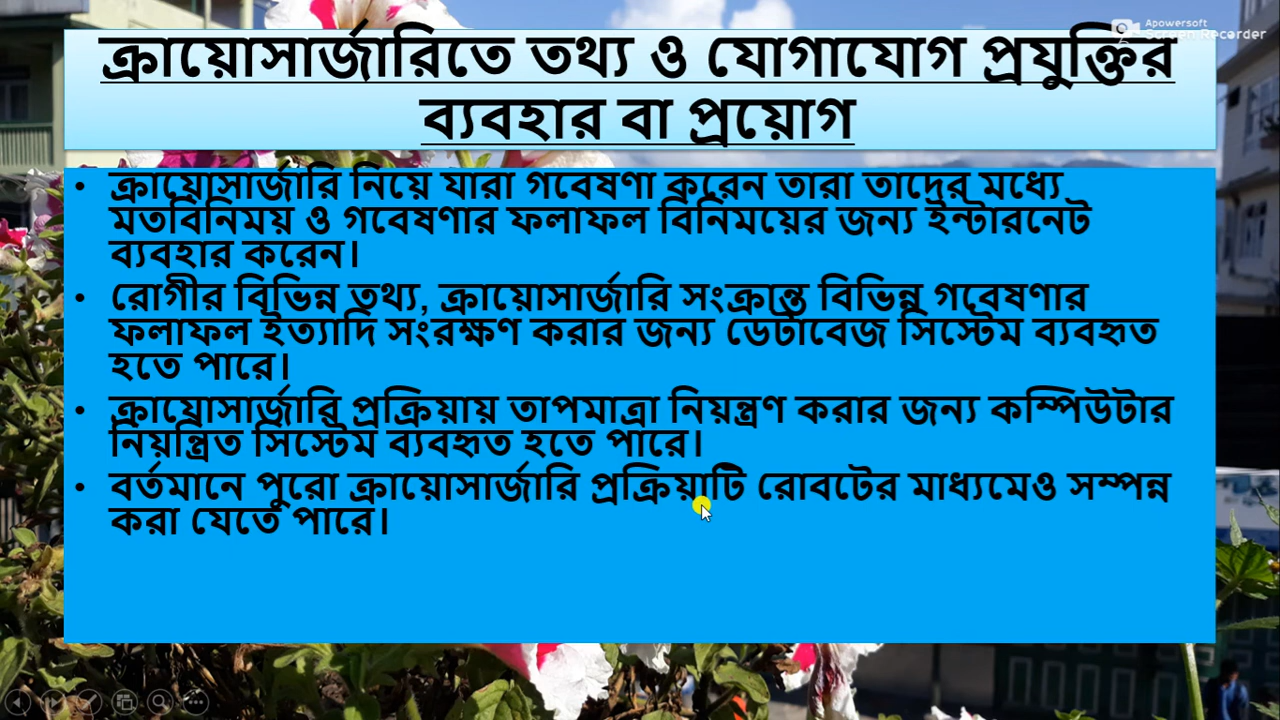 Apowersoft
Screen Recorder
ক্রায়োসার্জারিতে তথ্য ও যোগাযোগ প্রযুক্তির
ব্যবহার বা প্রয়োগ
• ক্রায়োসার্জারি নিয়ে যারা গবেষণা করেন তারা তাদের মধ্যে
মতবিনিময় ও গবেষণার ফলাফল বিনিময়ের জন্য ইন্টারনেট
ব্যবহার করেন।
• রোগীর বিভিন্ন তথ্য, ক্রায়োসার্জারি সংক্রান্ত বিভিন্ন গবেষণার
ফলাফল ইত্যাদি সংরক্ষণ করার জন্য ডেটাবেজ সিস্টেম ব্যবহৃত
হতে পারে।
• ক্রায়োসার্জারি প্রক্রিয়ায় তাপমাত্রা নিয়ন্ত্রণ করার জন্য কম্পিউটার
নিয়ন্ত্রিত সিস্টেম ব্যবহৃত হতে পারে।
• বর্তমানে পুরো ক্রায়োসার্জারি প্রক্রিয়াটি রোবটের মাধ্যমেও সম্পন্ন
করা যেতে পারে।